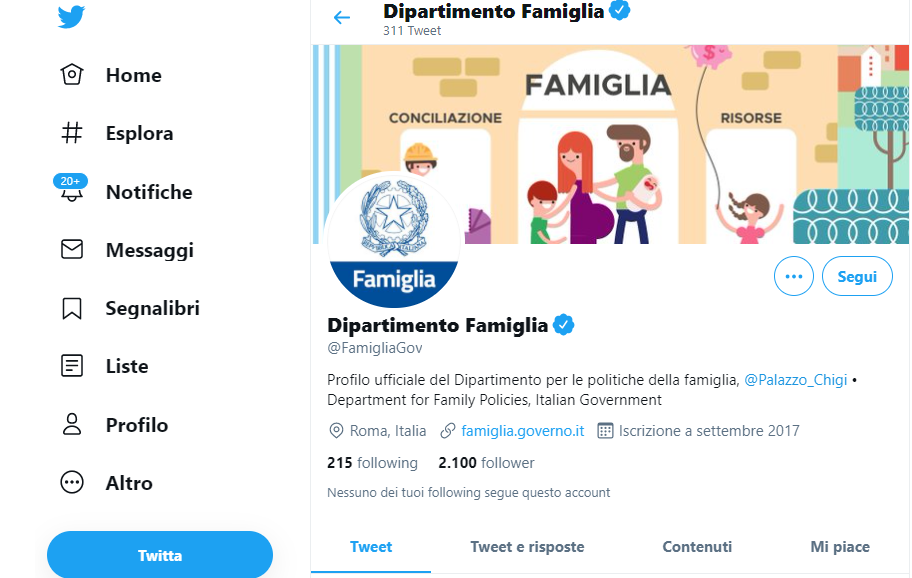 Dipartimento Famiglia
311 Tweet
Home
Esplora
20+
Notifiche
Messaggi
Segnalibri
Liste
Profilo
Altro
Twitta
FAMIGLIA
CONCILIAZIONE
RISORSE
$
$
Famiglia
...
Segui
Dipartimento Famiglia
@FamigliaGov
Profilo ufficiale del Dipartimento per le politiche della famiglia, @Palazzo_Chigi •
Department for Family Policies, Italian Government
Roma, Italia famiglia.governo.it Iscrizione a settembre 2017
215 following 2.100 follower
Nessuno dei tuoi following segue questo account
Tweet Tweet e risposte Contenuti Mi piace